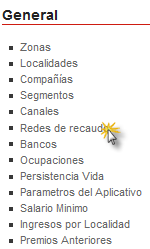 General
Zonas
Localidades
Compañías
Segmentos
Canales
Redes de recaudo
Bancos
Ocupaciones
Persistencia Vida
Parametros del Aplicativo
Salario Minimo
Ingresos por Localidad
Premios Anteriores